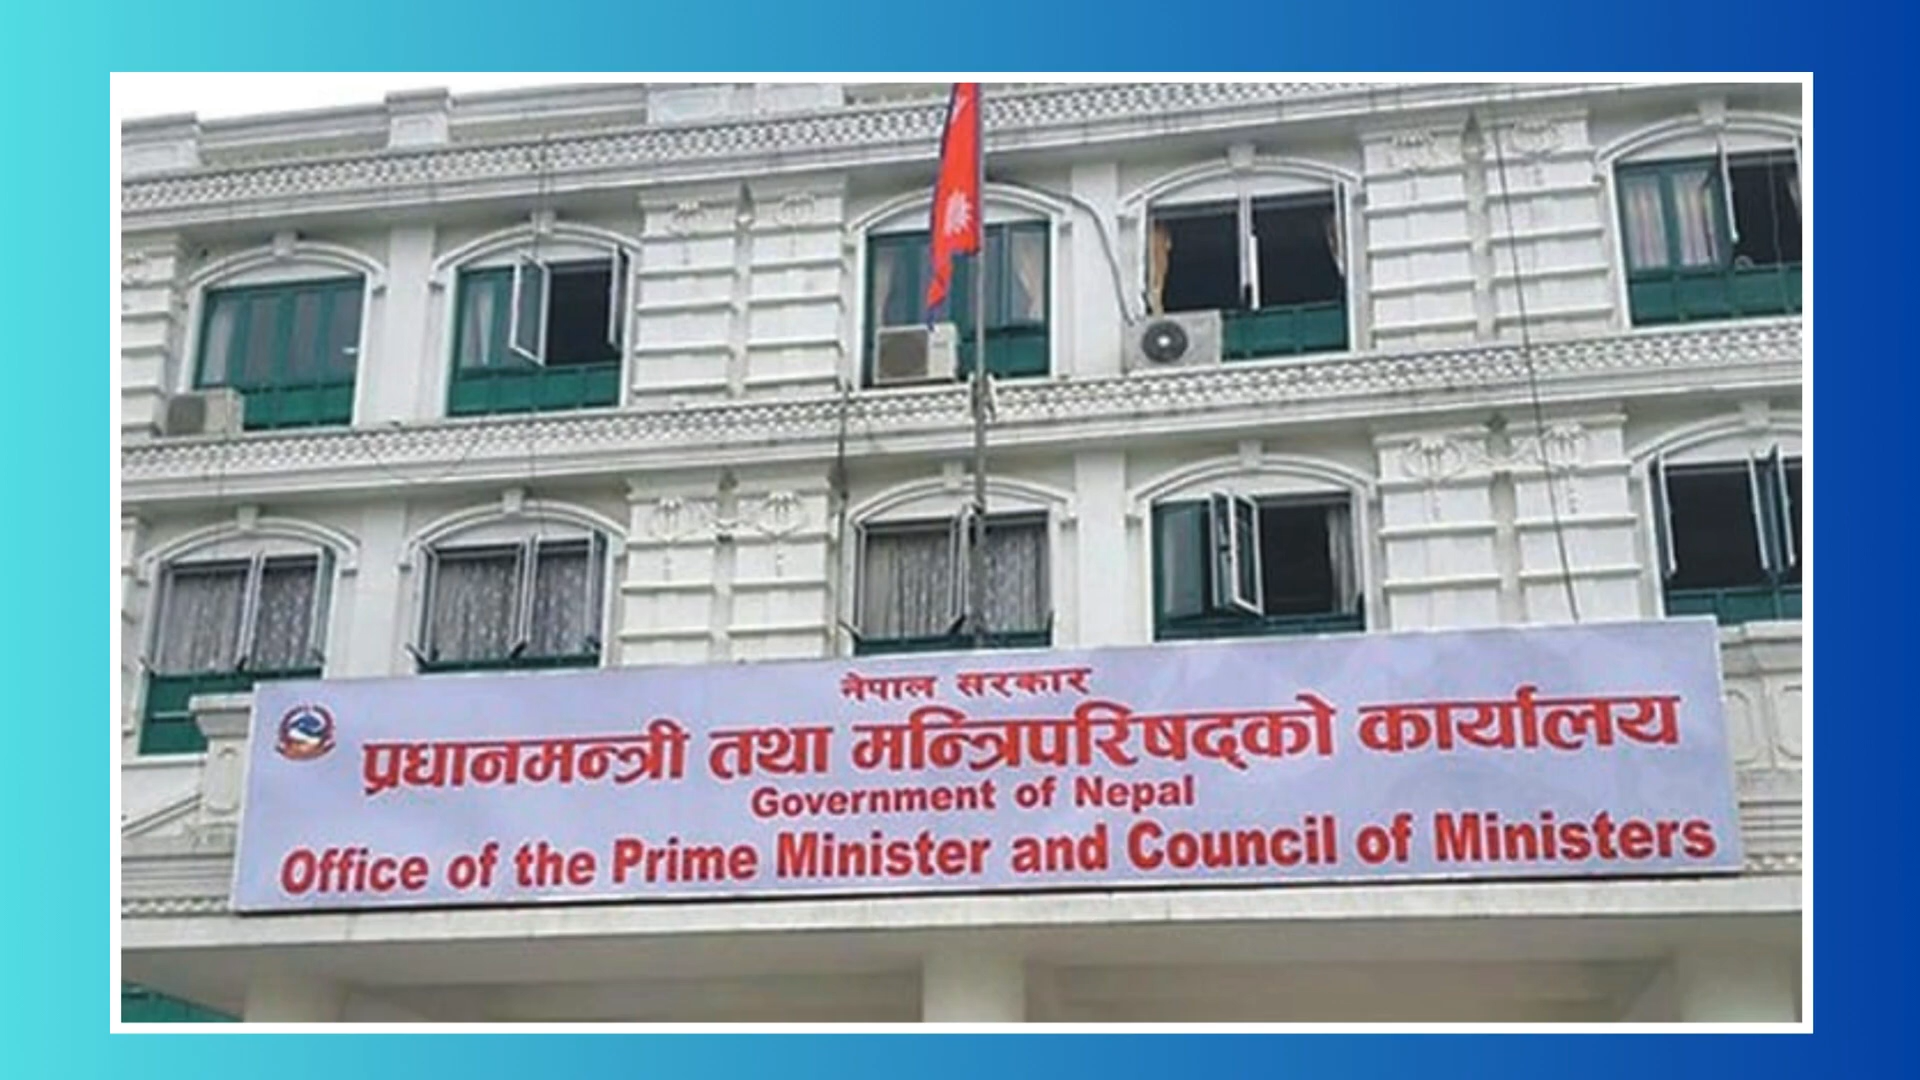 नेपाल सरकार
प्रधानमन्त्री तथा मन्त्रिपरिषद्को कार्यालय
Government of Nepal
Office of the Prime Minister and Council of Ministers